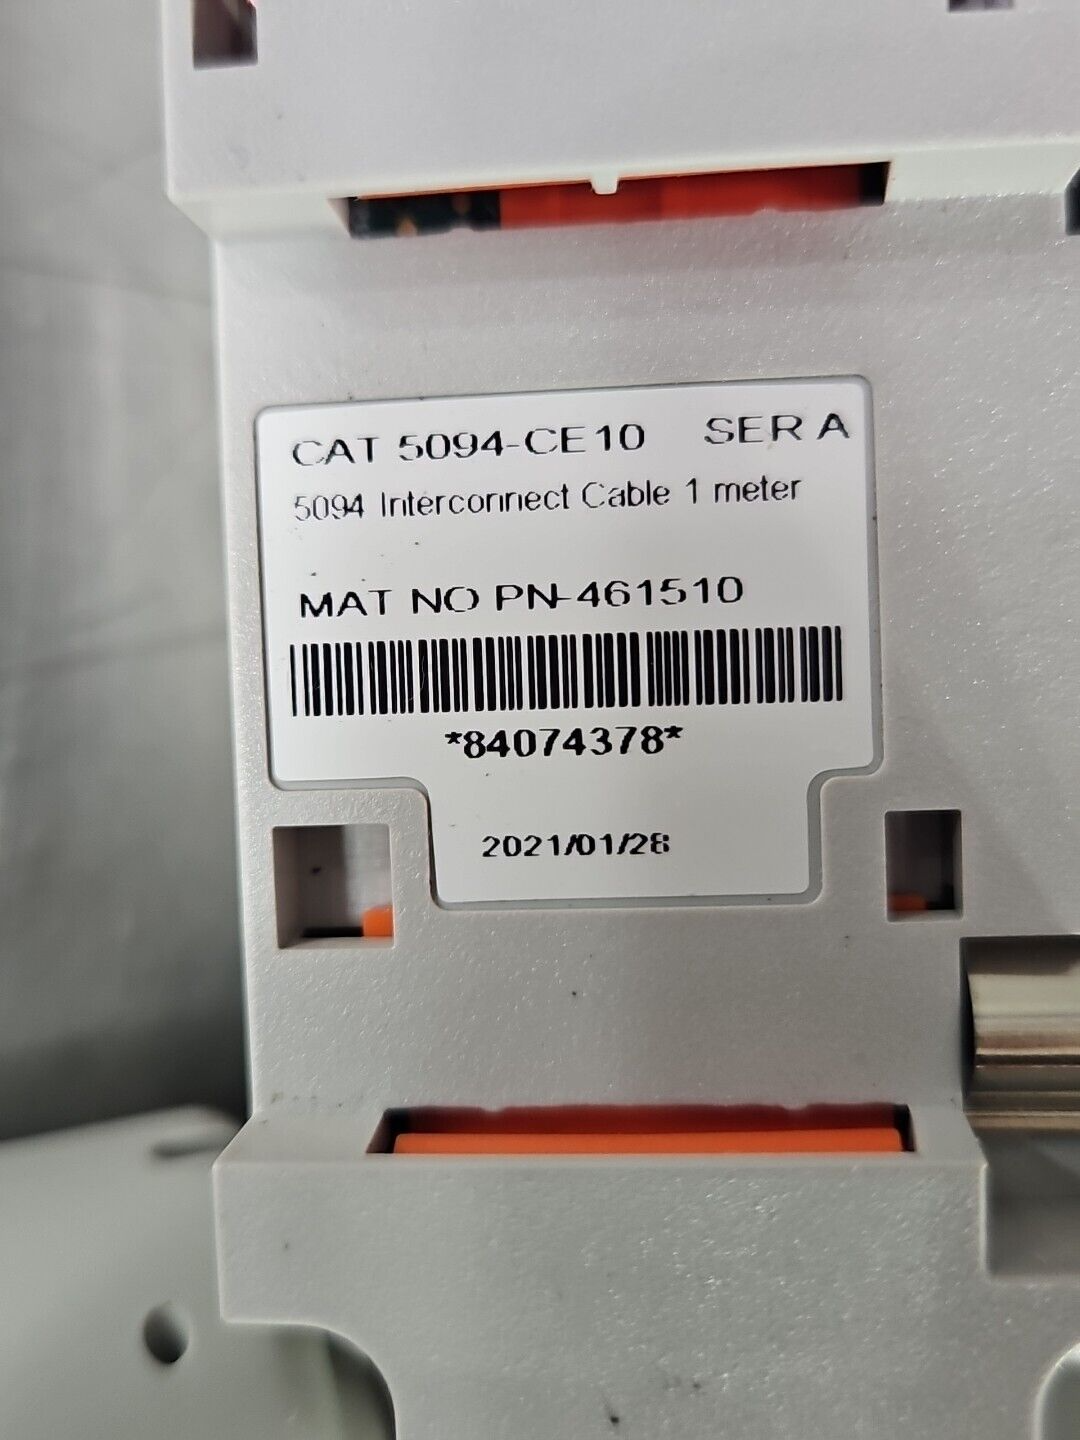 CAT 5094-CE10 SER A
5094 Interconnect Cable 1 meter
MAT NO PN-461510
*84074378*
2021/01/28